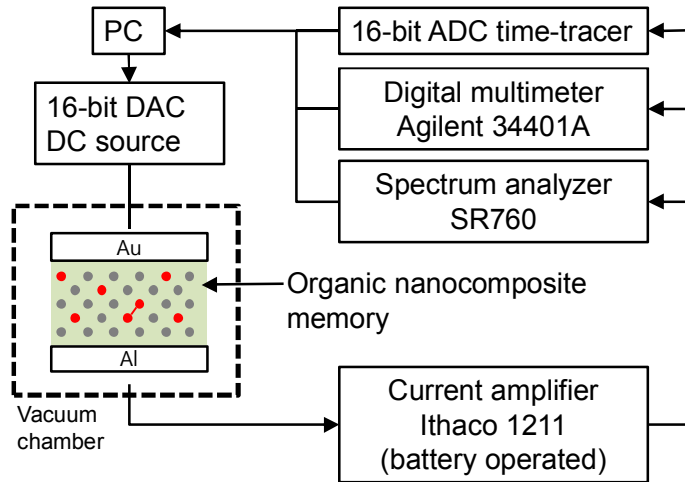 PC
16-bit ADC time-tracer
16-bit DAC
DC source
Digital multimeter
Agilent 34401A
Spectrum analyzer
SR760
Au
Organic nanocomposite
memory
Al
Vacuum
chamber
Current amplifier
Ithaco 1211
(battery operated)